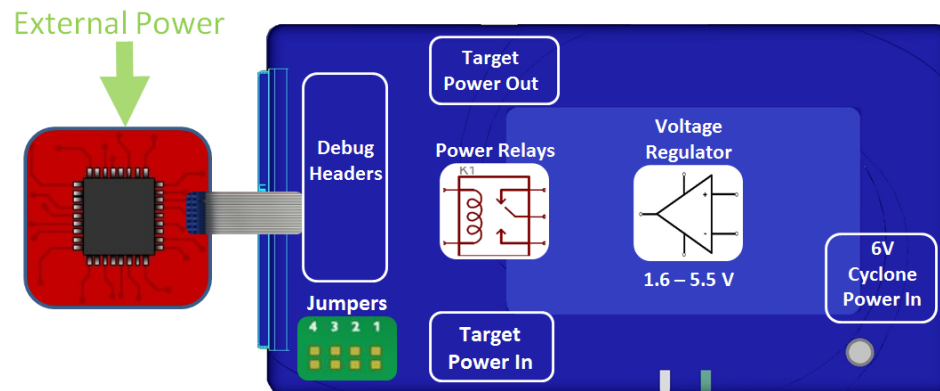 External Power
Target
Power Out
Debug
Headers
Power Relays
K1
Voltage
Regulator
+
-
1.6 – 5.5 V
6V
Cyclone
Power In
Jumpers
4 3 2 1
Target
Power In